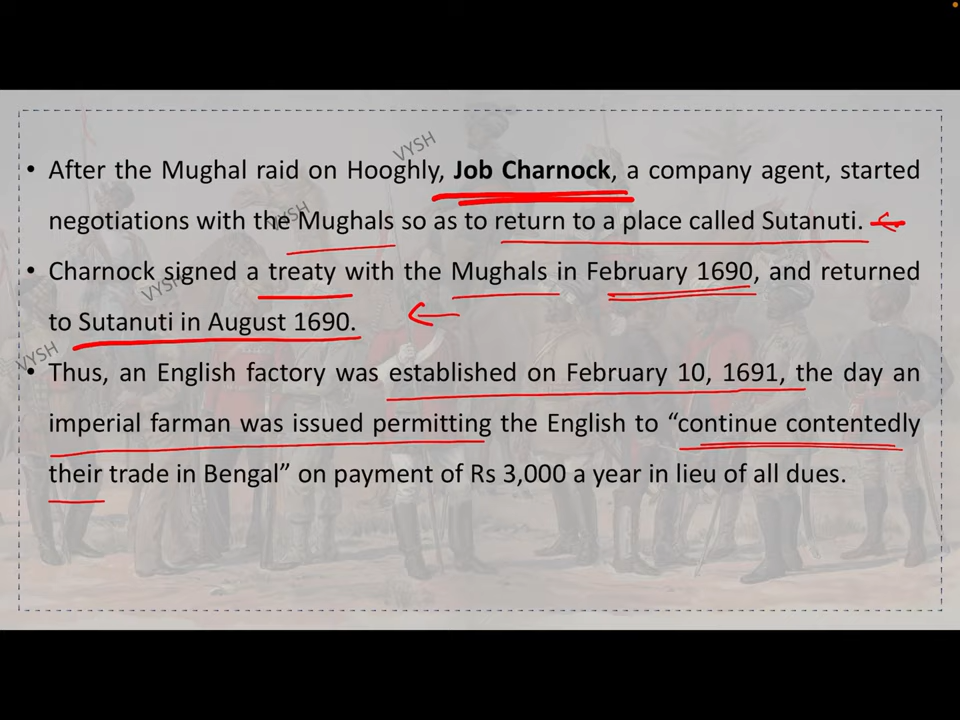 • After the Mughal raid on Hooghly, Job Charnock, a company agent, started
negotiations with the Mughals so as to return to a place called Sutanuti.
• Charnock signed a treaty with the Mughals in February 1690, and returned
to Sutanuti in August 1690.
• Thus, an English factory was established on February 10, 1691, the day an
imperial farman was issued permitting the English to “continue contentedly
their trade in Bengal” on payment of Rs 3,000 a year in lieu of all dues.
VYSH
VYSH
VYSH
VYSH